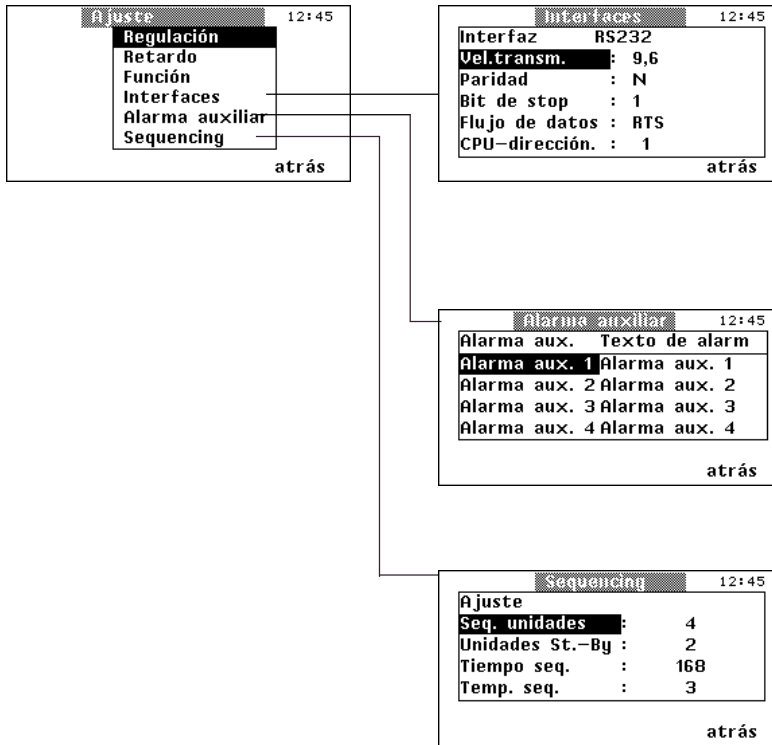 Ajuste 12:45
Regulación
Retardo
Función
Interfaces
Alarma auxiliar
Sequencing
atrás
Interfaces 12:45
Interfaz RS232
Vel.transm. : 9,6
Paridad : N
Bit de stop : 1
Flujo de datos : RTS
CPU-dirección. : 1
atrás
Alarma auxiliar 12:45
Alarma aux. Texto de alarm
Alarma aux. 1 Alarma aux. 1
Alarma aux. 2 Alarma aux. 2
Alarma aux. 3 Alarma aux. 3
Alarma aux. 4 Alarma aux. 4
atrás
Sequencing 12:45
Ajuste
Seq. unidades : 4
Unidades St.-By : 2
Tiempo seq. : 168
Temp. seq. : 3
atrás